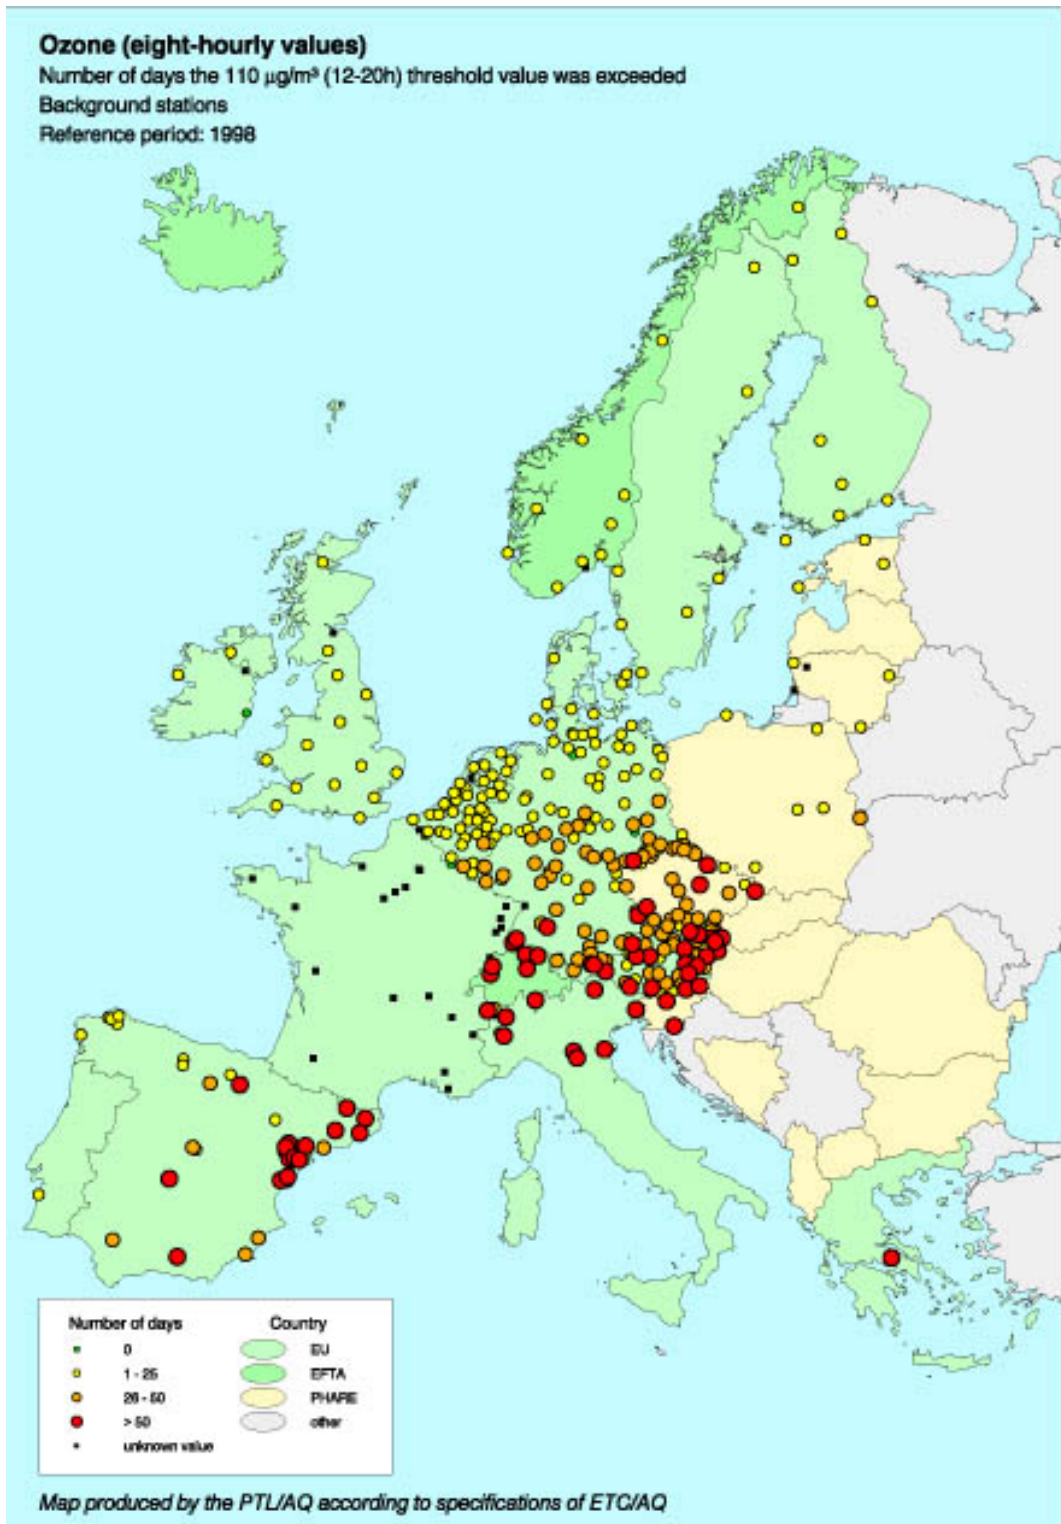 Ozone (eight-hourly values)
Number of days the 110 µg/m³ (12-20h) threshold value was exceeded
Background stations
Reference period: 1998
Number of days
Country
0
EU
1 - 25
EFTA
26 - 50
PHARE
> 50
other
unknown value
Map produced by the PTL/AQ according to specifications of ETC/AQ